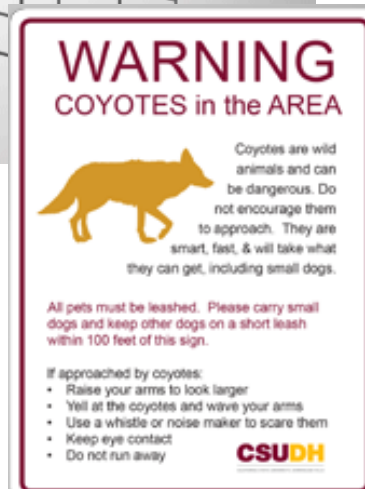 WARNING
COYOTES in the AREA
Coyotes are wild
animals and can
be dangerous. Do
not encourage them
to approach. They are
smart, fast, & will take what
they can get, including small dogs.
All pets must be leashed. Please carry small
dogs and keep other dogs on a short leash
within 100 feet of this sign.
If approached by coyotes:
• Raise your arms to look larger
• Yell at the coyotes and wave your arms
• Use a whistle or noise maker to scare them
• Keep eye contact
• Do not run away
CSUDH